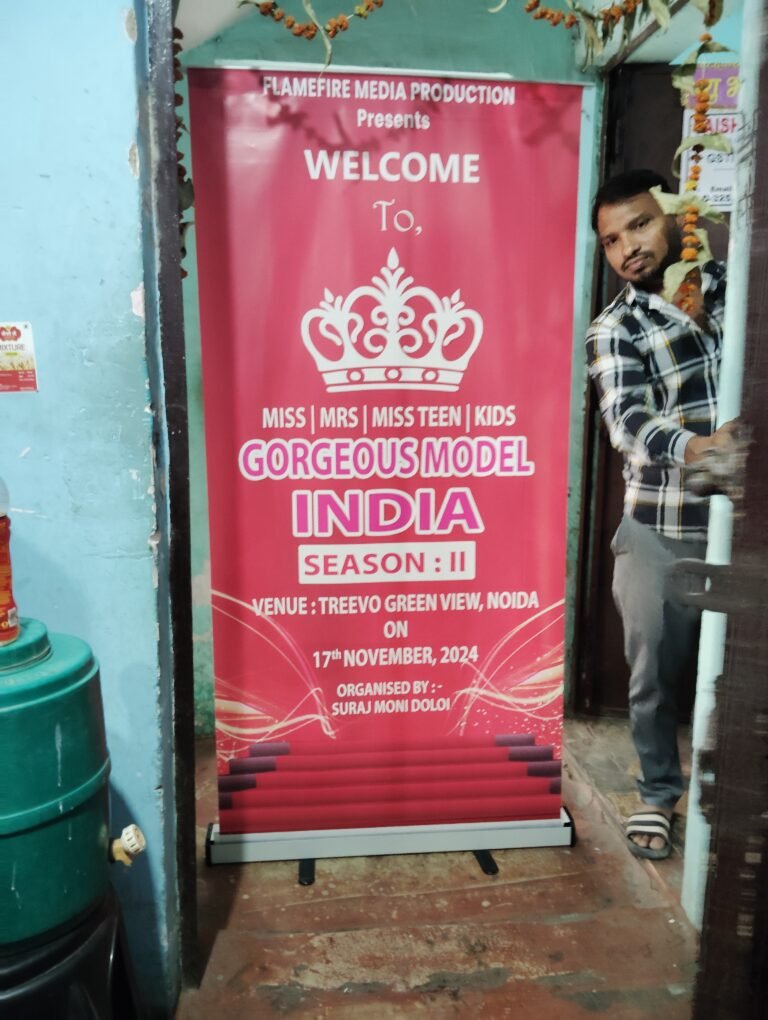 FLAMEFIRE MEDIA PRODUCTION
Presents
WELCOME
To,
MISS | MRS | MISS TEEN | KIDS
GORGEOUS MODEL
INDIA
SEASON : II
VENUE : TREEVO GREEN VIEW, NOIDA
ON
17th NOVEMBER, 2024
ORGANISED BY :-
SURAJ MONI DOLOI